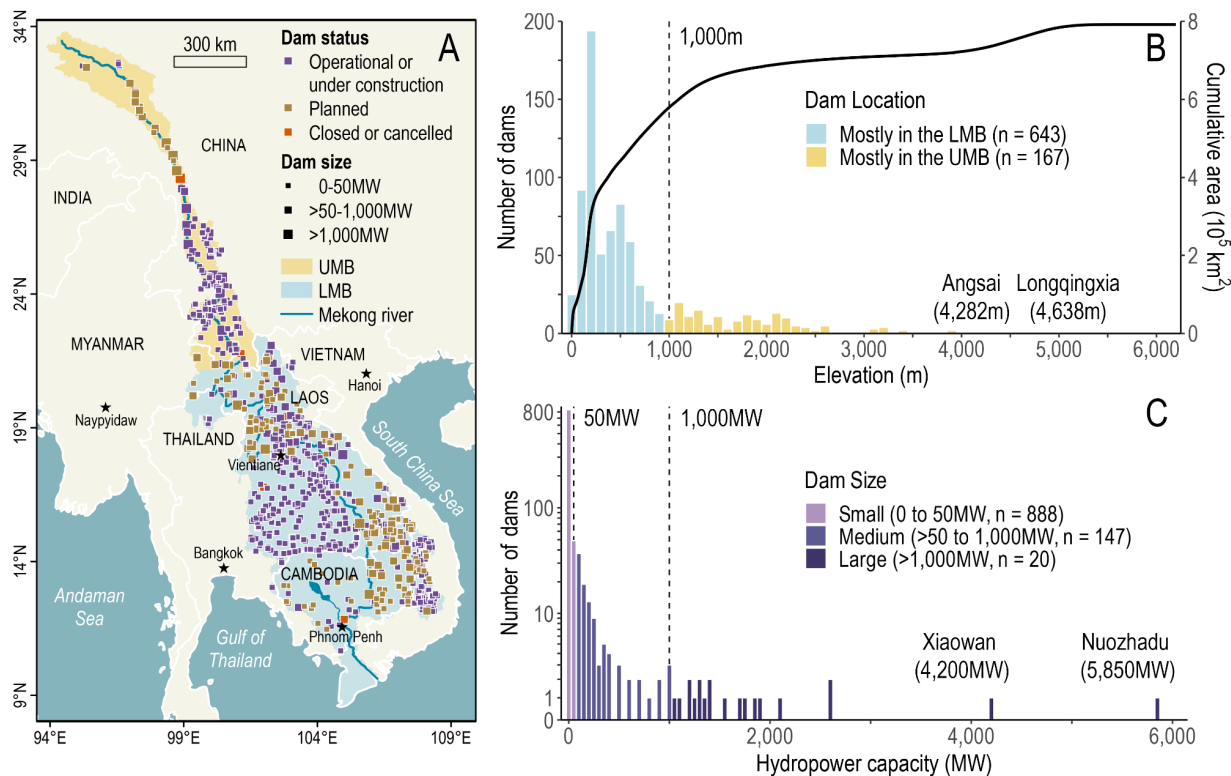 A
34°N
29°N
24°N
19°N
14°N
9°N
94°E
99°E
104°E
109°E
300 km
Dam status
Operational or
under construction
Planned
Closed or cancelled
Dam size
0-50MW
>50-1,000MW
>1,000MW
UMB
LMB
Mekong river
CHINA
INDIA
MYANMAR
VIETNAM
Hanoi
LAOS
Naypyidaw
THAILAND
Vientiane
South China Sea
Bangkok
CAMBODIA
Andaman
Sea
Phnom Penh
Gulf of
Thailand
B
Number of dams
200
150
100
50
0
1,000m
Dam Location
Mostly in the LMB (n = 643)
Mostly in the UMB (n = 167)
Angsai
(4,282m)
Longqingxia
(4,638m)
8
6
4
2
0
Cumulative area (10⁵ km²)
0
1,000
2,000
3,000
4,000
5,000
6,000
Elevation (m)
C
Number of dams
800
100
10
1
0
50MW
1,000MW
Dam Size
Small (0 to 50MW, n = 888)
Medium (>50 to 1,000MW, n = 147)
Large (>1,000MW, n = 20)
Xiaowan
(4,200MW)
Nuozhadu
(5,850MW)
0
2,000
4,000
6,000
Hydropower capacity (MW)